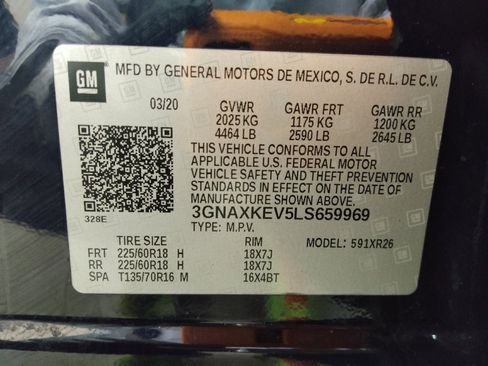 GM MFD BY GENERAL MOTORS DE MEXICO, S. DE R.L. DE C.V.
03/20 GVWR GAWR FRT GAWR RR
2025 KG 1175 KG 1200 KG
4464 LB 2590 LB 2645 LB
THIS VEHICLE CONFORMS TO ALL
APPLICABLE U.S. FEDERAL MOTOR
VEHICLE SAFETY AND THEFT PREVENTION
STANDARDS IN EFFECT ON THE DATE OF
MANUFACTURE SHOWN ABOVE.
328E 3GNAXKEV5LS659969
TYPE: M.P.V.
TIRE SIZE RIM MODEL: 591XR26
FRT 225/60R18 H 18X7J
RR 225/60R18 H 18X7J
SPA T135/70R16 M 16X4BT